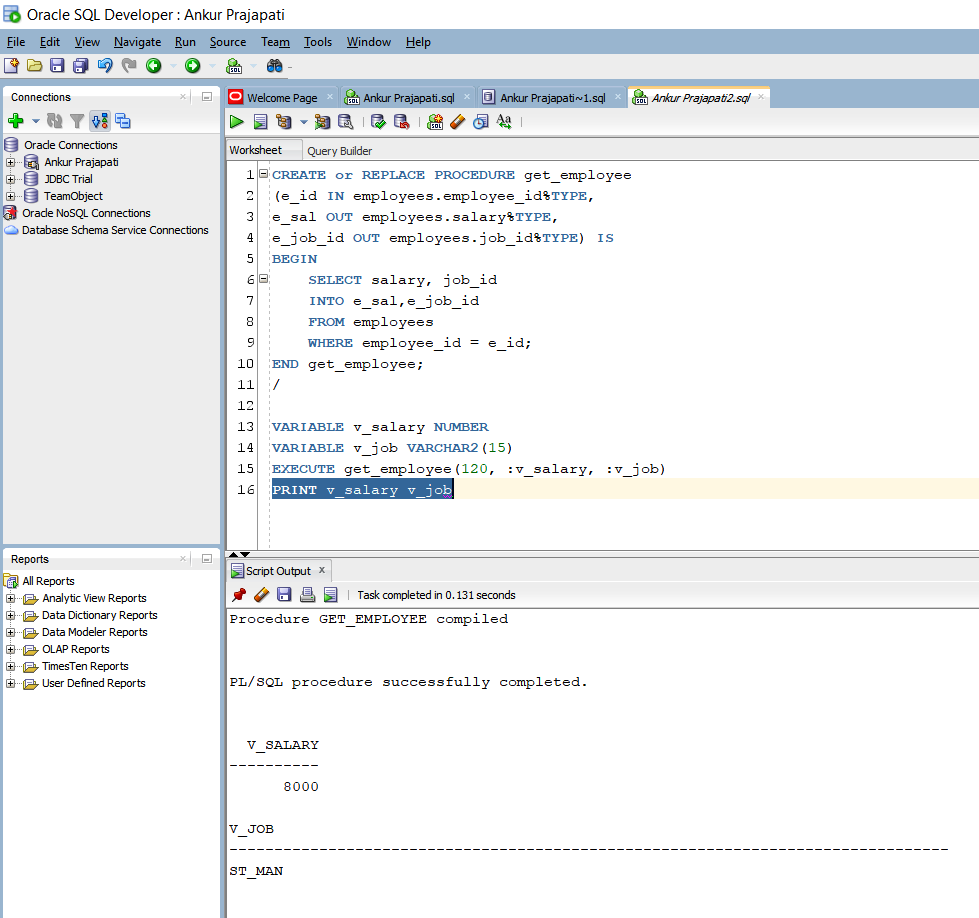 Oracle SQL Developer : Ankur Prajapati
File Edit View Navigate Run Source Team Tools Window Help
Connections
Oracle Connections
Ankur Prajapati
JDBC Trial
TeamObject
Oracle NoSQL Connections
Database Schema Service Connections
Reports
All Reports
Analytic View Reports
Data Dictionary Reports
Data Modeler Reports
OLAP Reports
TimesTen Reports
User Defined Reports
Welcome Page Ankur Prajapati.sql Ankur Prajapati~1.sql Ankur Prajapati2.sql
Worksheet Query Builder
1 CREATE or REPLACE PROCEDURE get_employee
2 (e_id IN employees.employee_id%TYPE,
3 e_sal OUT employees.salary%TYPE,
4 e_job_id OUT employees.job_id%TYPE) IS
5 BEGIN
6 SELECT salary, job_id
7 INTO e_sal,e_job_id
8 FROM employees
9 WHERE employee_id = e_id;
10 END get_employee;
11 /
12
13 VARIABLE v_salary NUMBER
14 VARIABLE v_job VARCHAR2(15)
15 EXECUTE get_employee(120, :v_salary, :v_job)
16 PRINT v_salary v_job
Script Output x
Task completed in 0.131 seconds
Procedure GET_EMPLOYEE compiled
PL/SQL procedure successfully completed.
V_SALARY
----------
8000
V_JOB
--------------------------------------------------------------------------------
ST_MAN